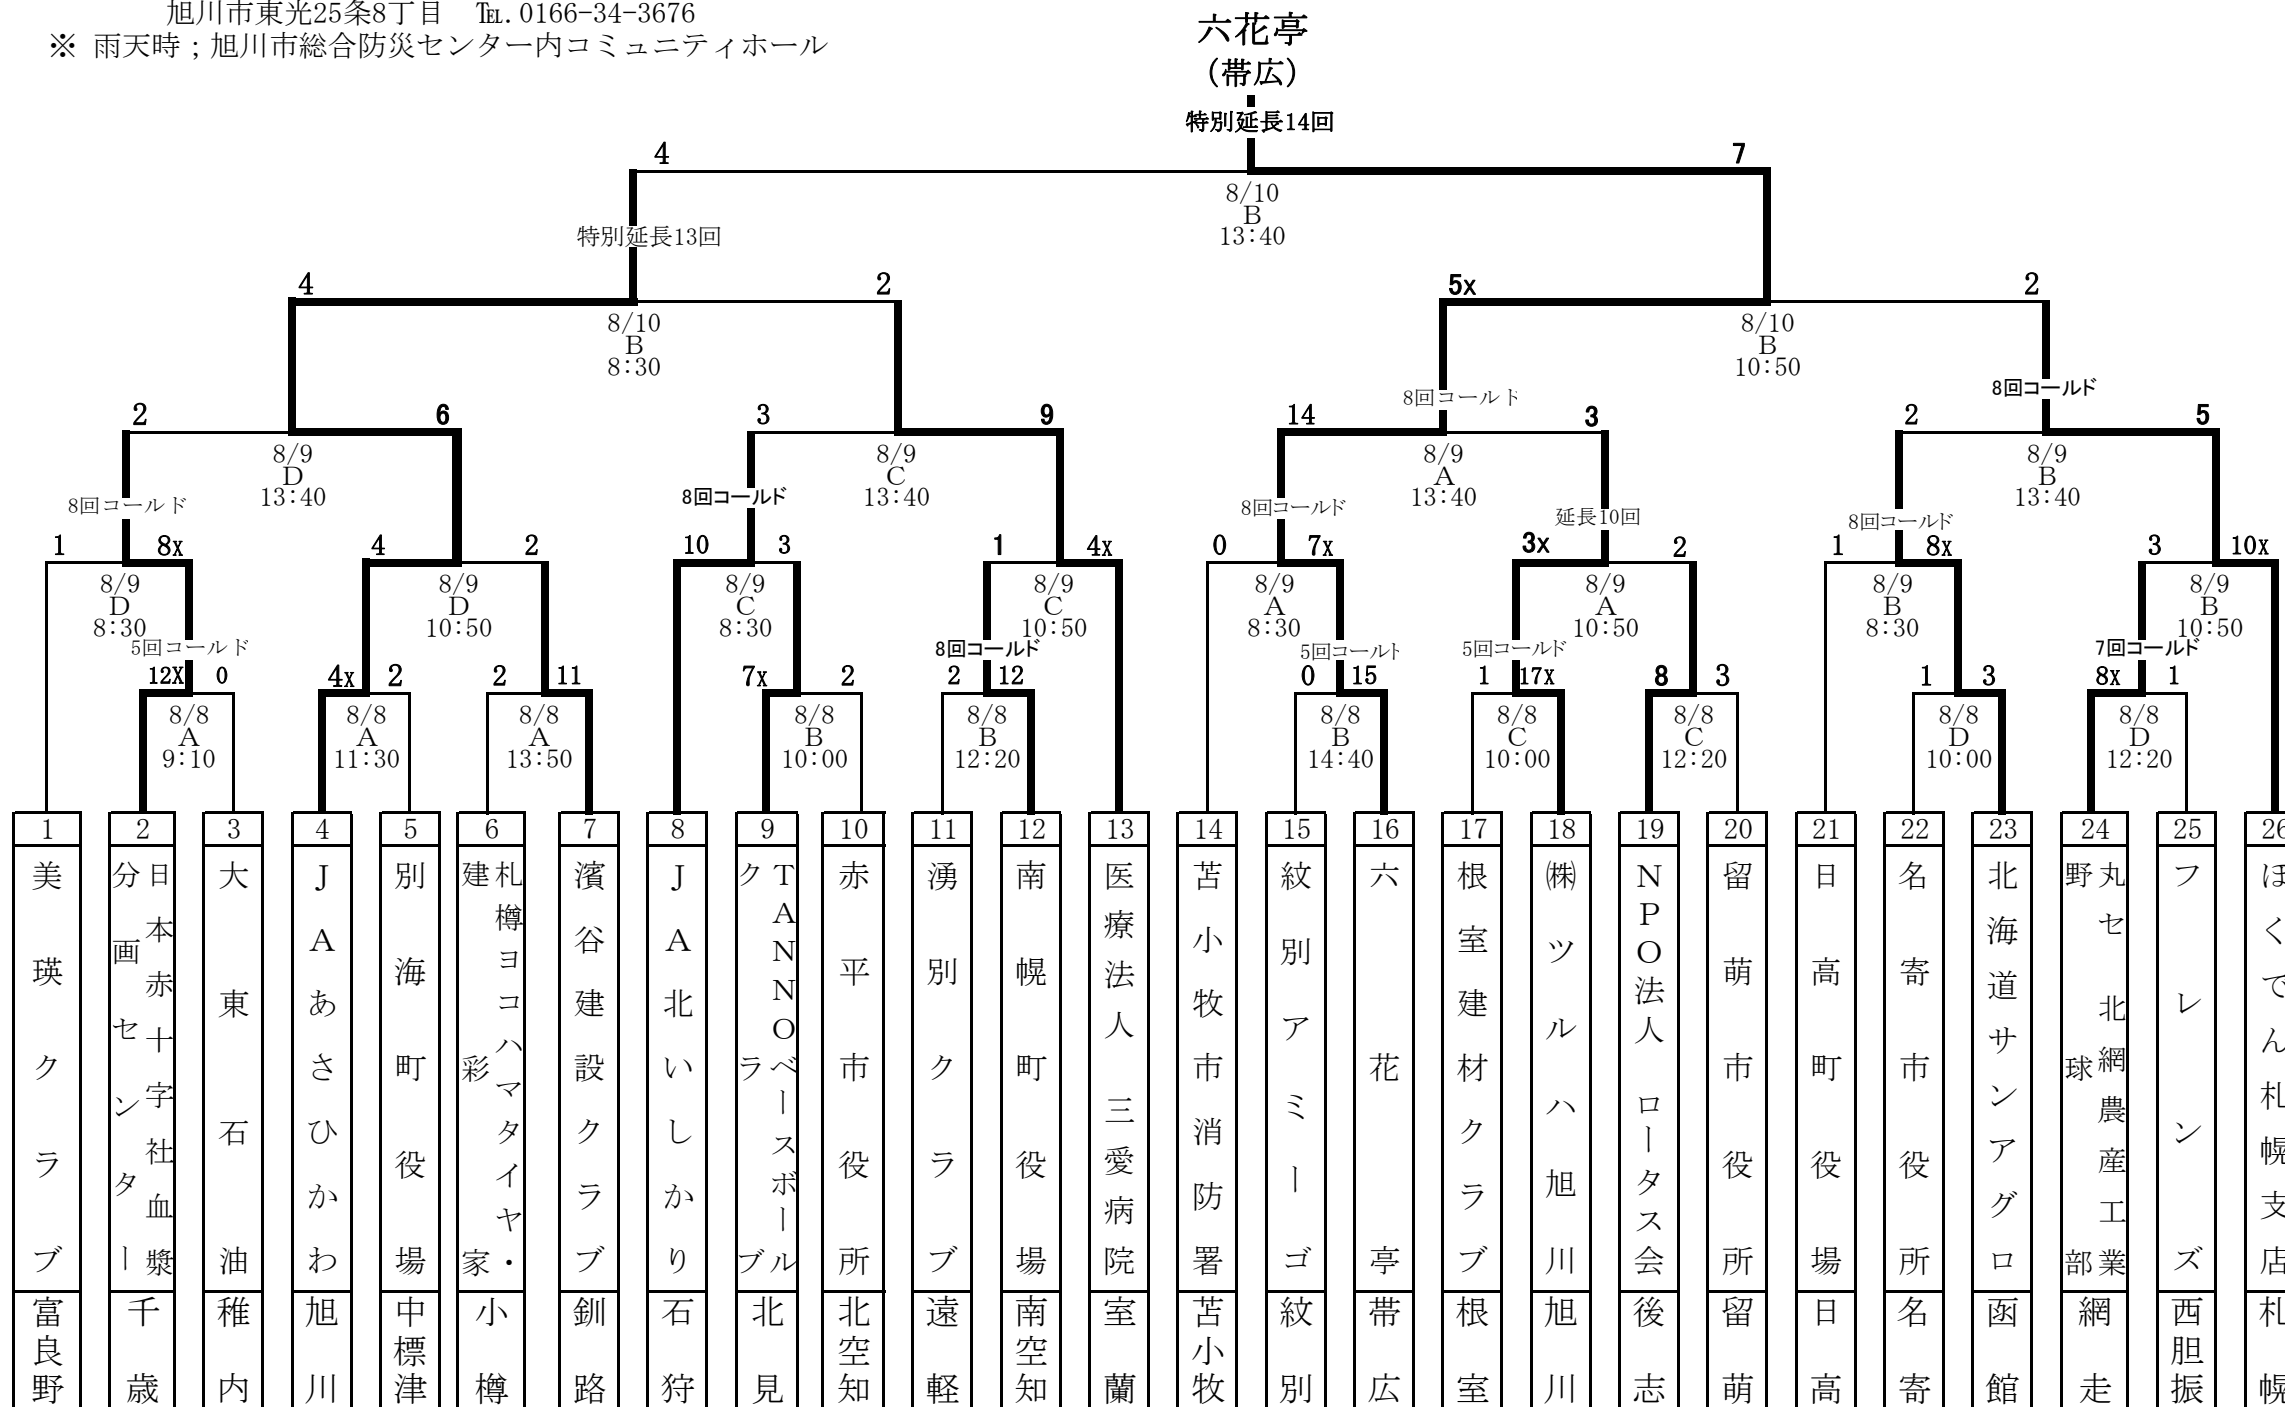 旭川市東光25条8丁目　℡.0166-34-3676
※ 雨天時；旭川市総合防災センター内コミュニティホール
六花亭
（帯広）
特別延長14回
4 7
8/10
B
13:40
特別延長13回
4 2 5x 2
8/10 8/10
B B
8:30 10:50
8回コールド 8回コールド
2 6 3 9 14 3 2 5
8/9 8/9 8/9 8/9
D C A B
13:40 13:40 13:40 13:40
8回コールド 8回コールド 8回コールド 延長10回 8回コールド
1 8x 4 2 10 3 1 4x 0 7x 3x 2 1 8x 3 10x
8/9 8/9 8/9 8/9 8/9 8/9 8/9 8/9
D D C C A A B B
8:30 10:50 8:30 10:50 8:30 10:50 8:30 10:50
5回コールド 8回コールド 5回コールド 5回コールド 7回コールド
12X 0 4x 2 2 11 7x 2 2 12 0 15 1 17x 8 3 1 3 8x 1
8/8 8/8 8/8 8/8 8/8 8/8 8/8 8/8 8/8 8/8
A A A B B B C C D D
9:10 11:30 13:50 10:00 12:20 14:40 10:00 12:20 10:00 12:20
1 2 3 4 5 6 7 8 9 10 11 12 13 14 15 16 17 18 19 20 21 22 23 24 25 26
美瑛クラブ
日本赤十字社血漿
分画センター
大東石油
JAあさひかわ
別海町役場
札樽ヨコハマタイヤ・
建彩家
濱谷建設クラブ
JA北いしかり
TANNOベースボール
クラブ
赤平市役所
湧別クラブ
南幌町役場
医療法人 三愛病院
苫小牧市消防署
紋別アミーゴ
六花亭
根室建材クラブ
㈱ツルハ旭川
NPO法人 ロータス会
留萌市役所
日高町役場
名寄市役所
北海道サンアグロ
丸セ 北網農産工業
野球部
フレンズ
ほくでん札幌支店
富良野
千歳
稚内
旭川
中標津
小樽
釧路
石狩
北見
北空知
遠軽
南空知
室蘭
苫小牧
紋別
帯広
根室
旭川
後志
留萌
日高
名寄
函館
網走
西胆振
札幌